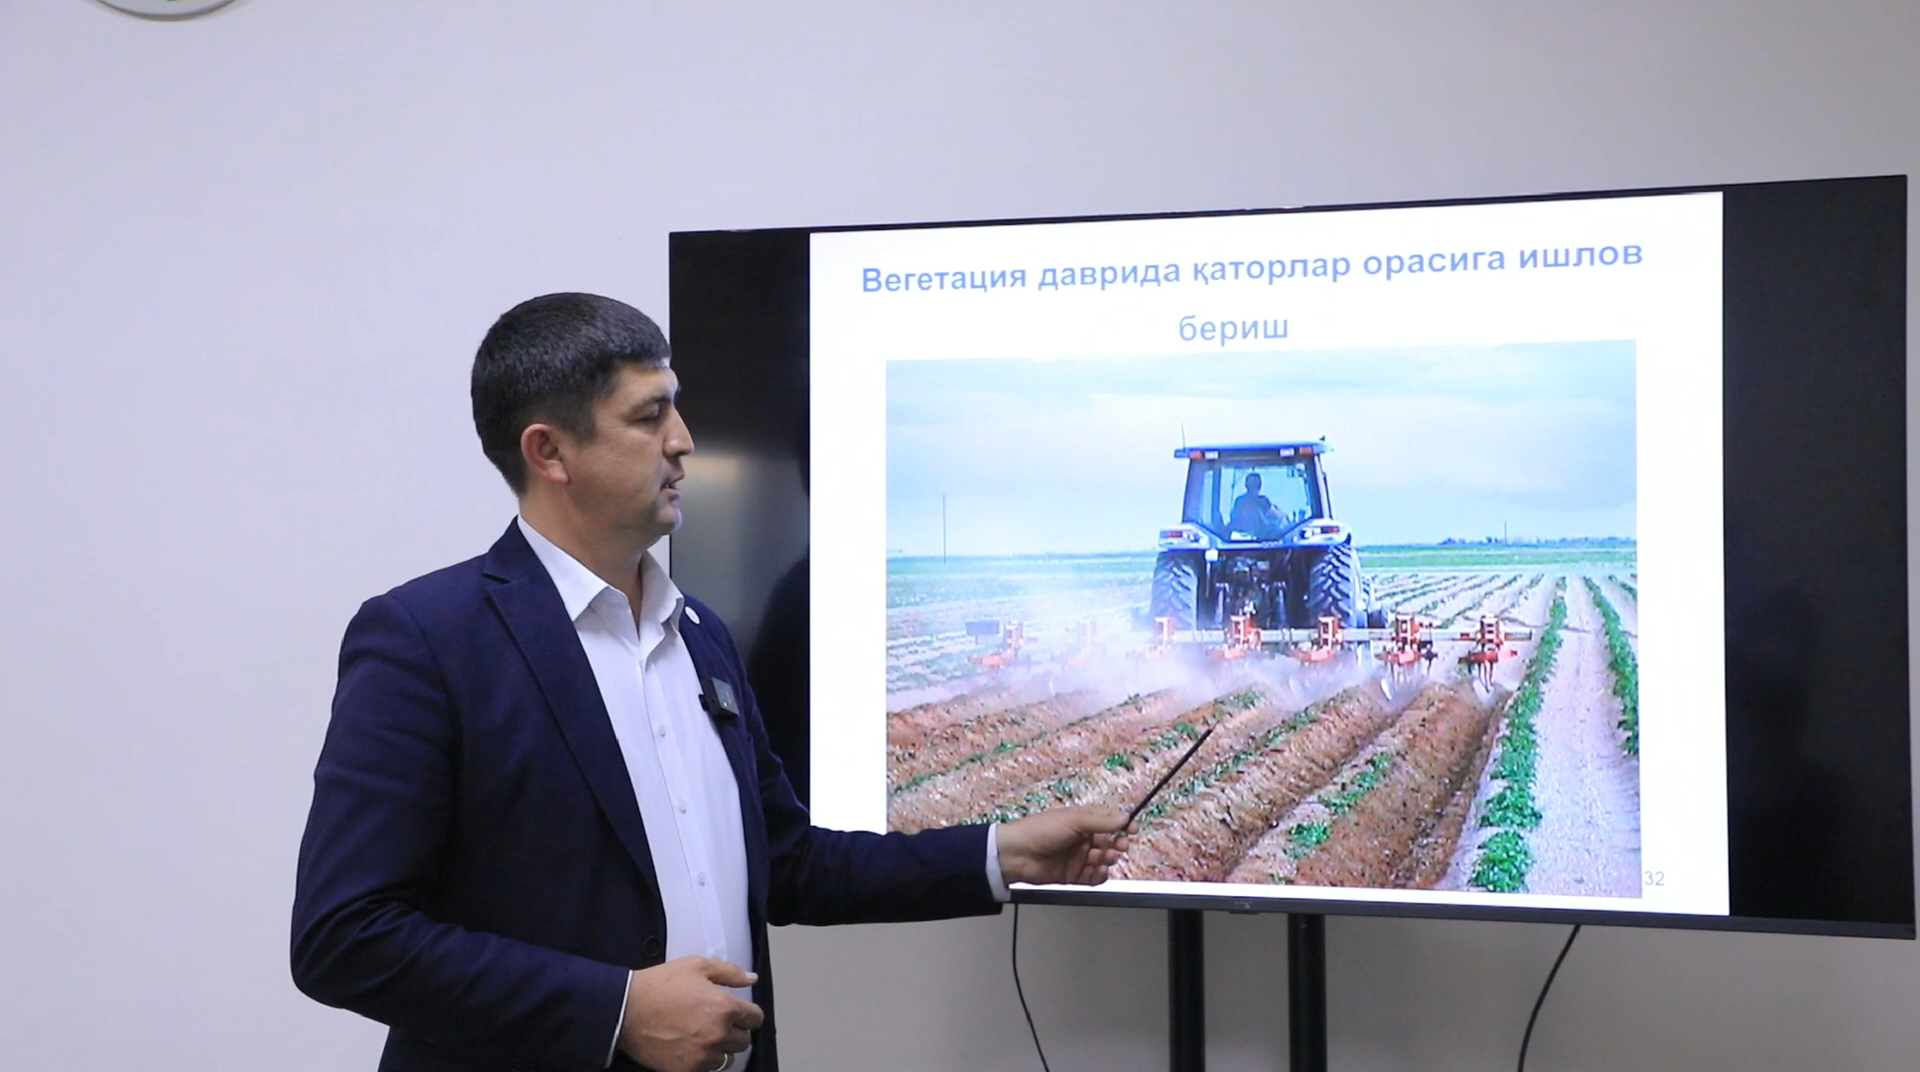 Вегетация даврида қаторлар орасига ишлов
бериш
32